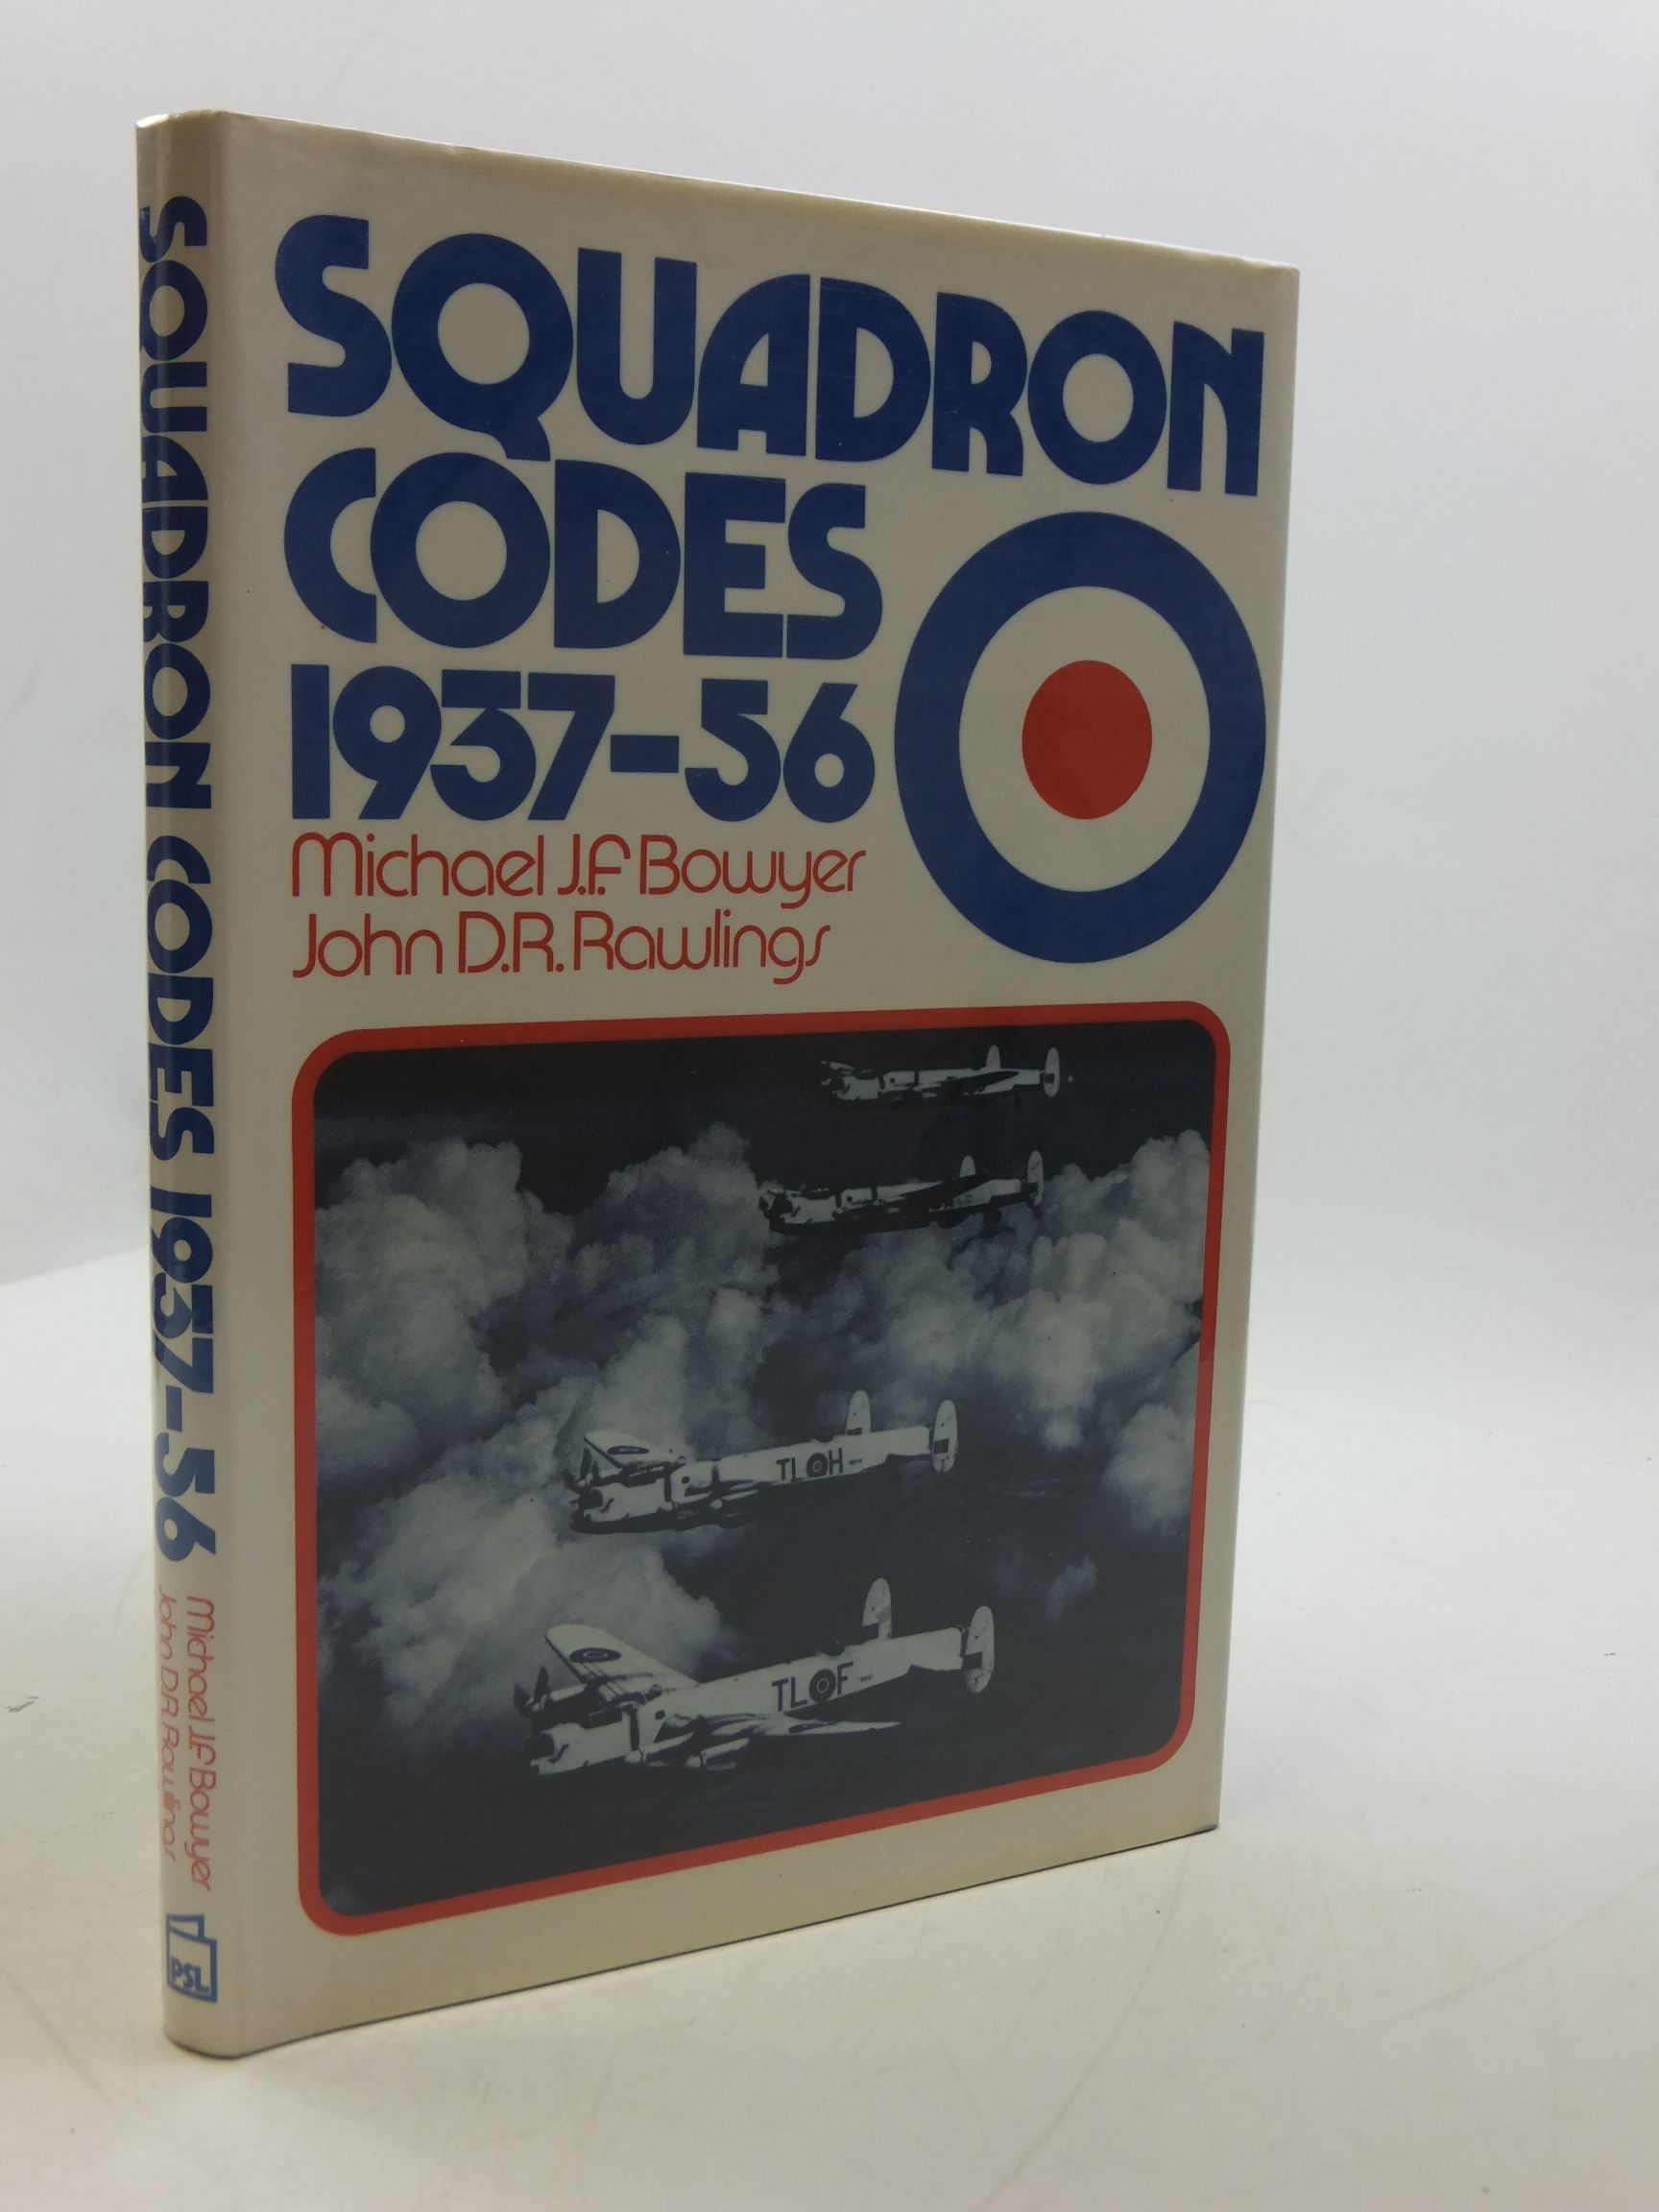 SQUADRON
CODES
1937-56
Michael J.F. Bowyer
John D.R. Rawlings
TL H
TL F
SQUADRON CODES 1937-56
Michael J.F. Bowyer
John D.R. Rawlings
PSL